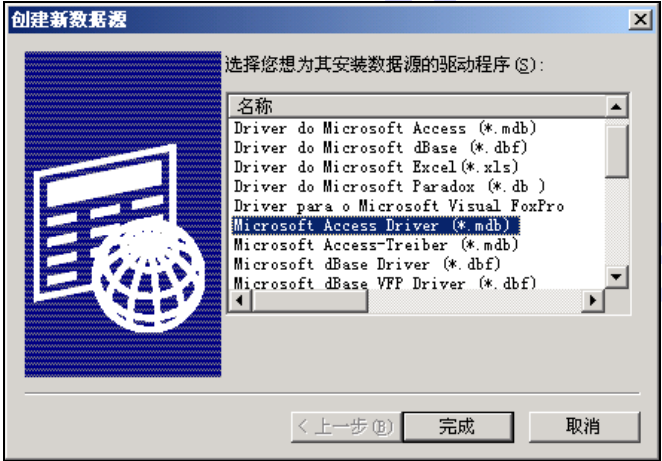 创建新数据源
选择您想为其安装数据源的驱动程序(S):
名称
Driver do Microsoft Access (*.mdb)
Driver do Microsoft dBase (*.dbf)
Driver do Microsoft Excel(*.xls)
Driver do Microsoft Paradox (*.db )
Driver para o Microsoft Visual FoxPro
Microsoft Access Driver (*.mdb)
Microsoft Access-Treiber (*.mdb)
Microsoft dBase Driver (*.dbf)
Microsoft dBase VFP Driver (*.dbf)
< 上一步(B)
完成
取消